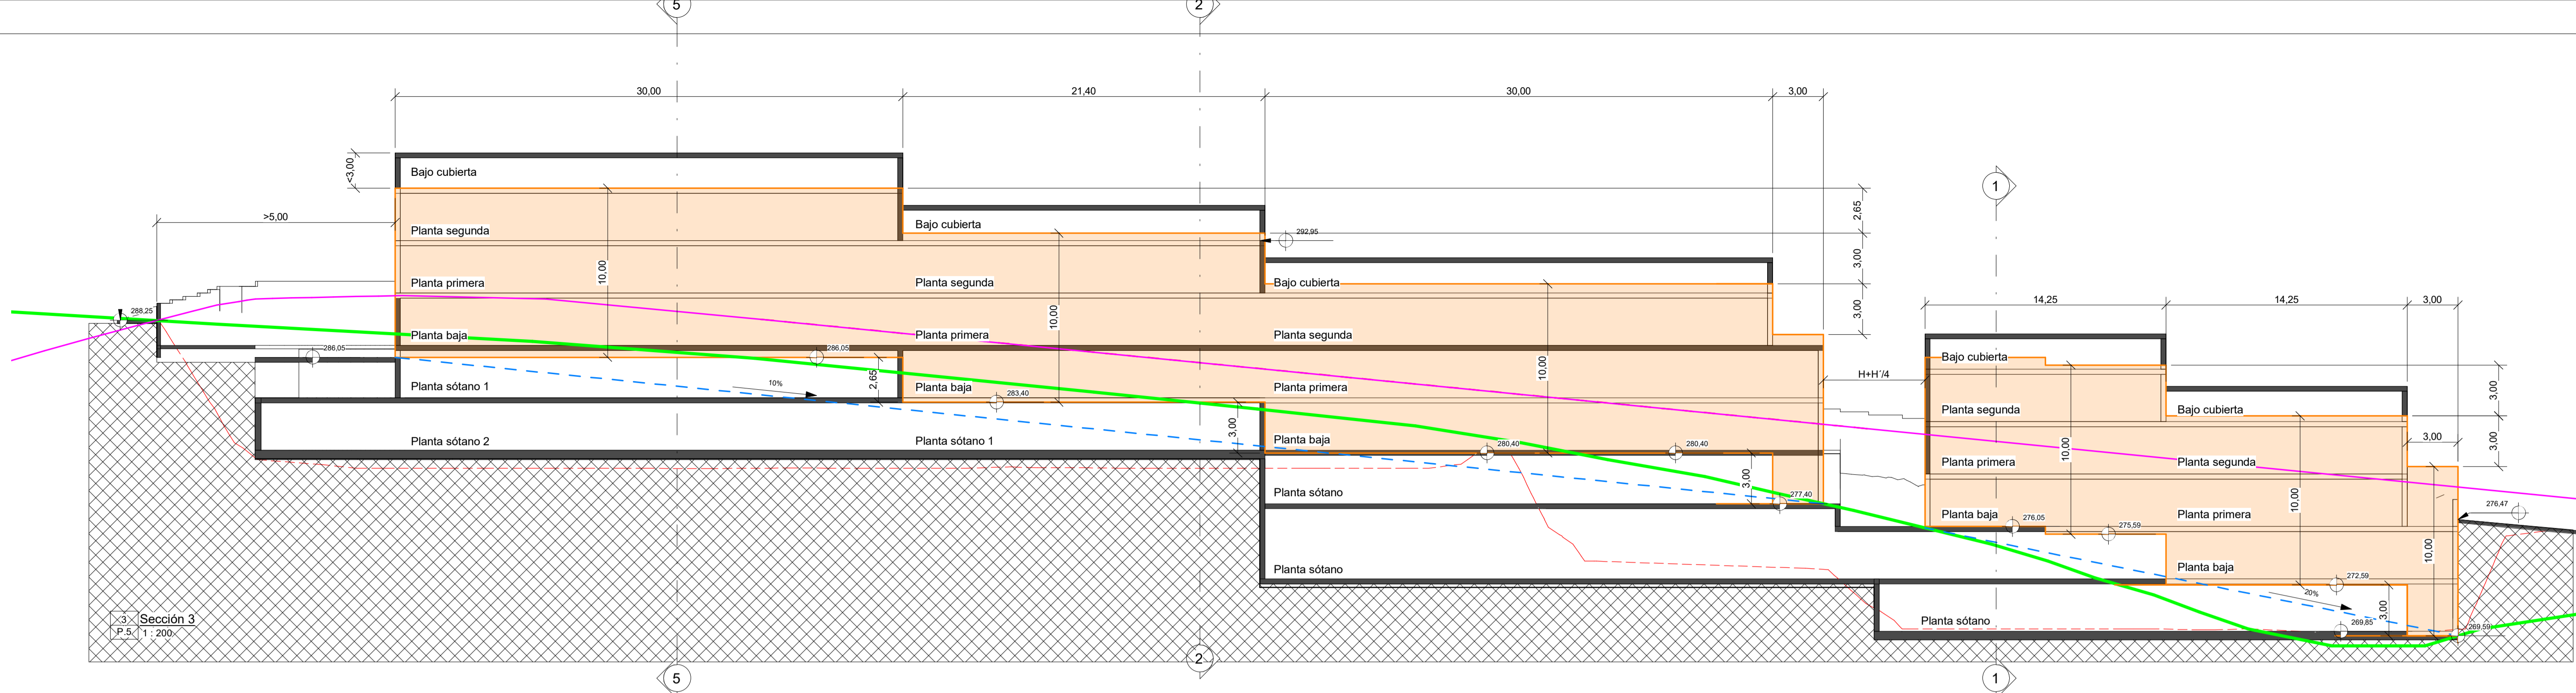 5
2
30,00
21,40
30,00
3,00
<3,00
Bajo cubierta
1
>5,00
2,65
Planta segunda
Bajo cubierta
292,95
10,00
3,00
Planta primera
Planta segunda
Bajo cubierta
3,00
14,25
14,25
3,00
288,25
10,00
Planta baja
Planta primera
Planta segunda
286,05
286,05
Bajo cubierta
10,00
H+H´/4
Planta sótano 1
10%
2,65
Planta baja
Planta primera
3,00
283,40
Planta segunda
Bajo cubierta
Planta sótano 2
Planta sótano 1
3,00
Planta baja
280,40
280,40
10,00
3,00
3,00
Planta primera
Planta segunda
Planta sótano
3,00
277,40
10,00
276,47
Planta baja
276,05
275,59
Planta primera
10,00
Planta sótano
Planta baja
272,59
20%
3,00
3
Sección 3
P.5
1 : 200
Planta sótano
269,85
269,59
5
2
1